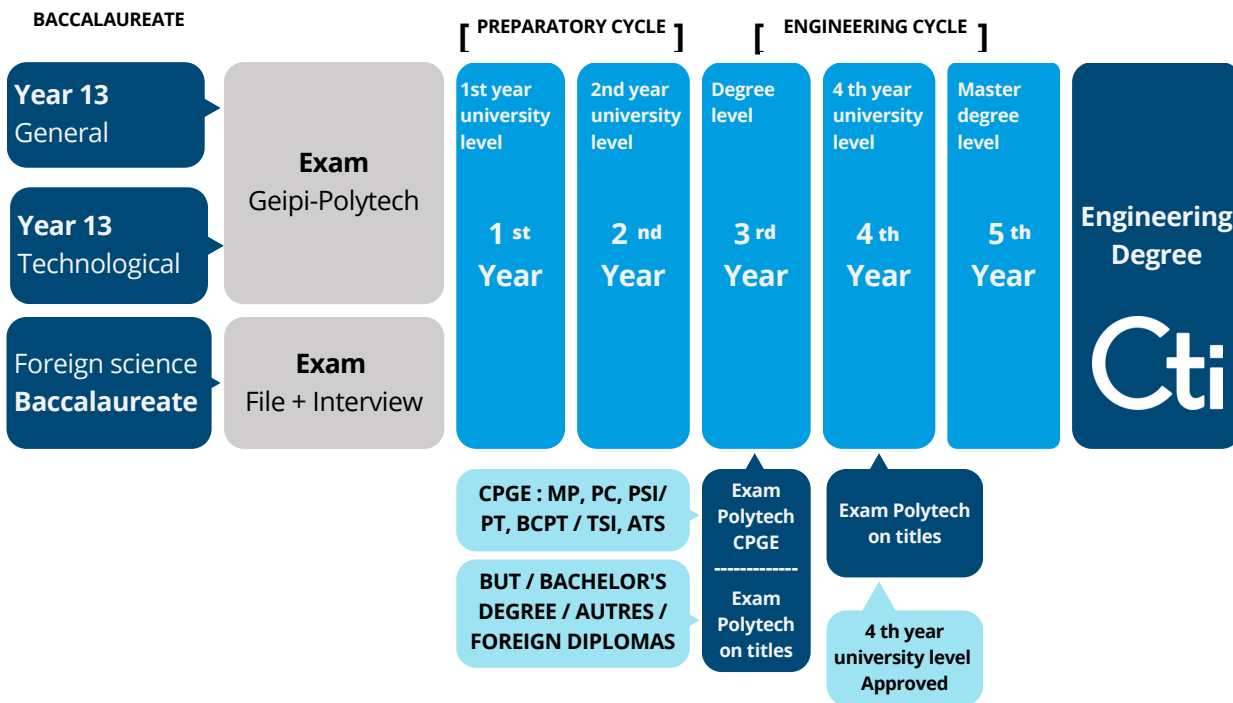 BACCALAUREATE
[ PREPARATORY CYCLE ]
[ ENGINEERING CYCLE ]
Year 13
General
Year 13
Technological
Exam
Geipi-Polytech
Foreign science
Baccalaureate
Exam
File + Interview
1st year
university
level
1 st
Year
2nd year
university
level
2 nd
Year
Degree
level
3 rd
Year
4 th year
university
level
4 th
Year
Master
degree
level
5 th
Year
Engineering
Degree
Cti
CPGE : MP, PC, PSI/
PT, BCPT / TSI, ATS
BUT / BACHELOR'S
DEGREE / AUTRES /
FOREIGN DIPLOMAS
Exam
Polytech
CPGE
-------------
Exam
Polytech
on titles
Exam Polytech
on titles
4 th year
university level
Approved